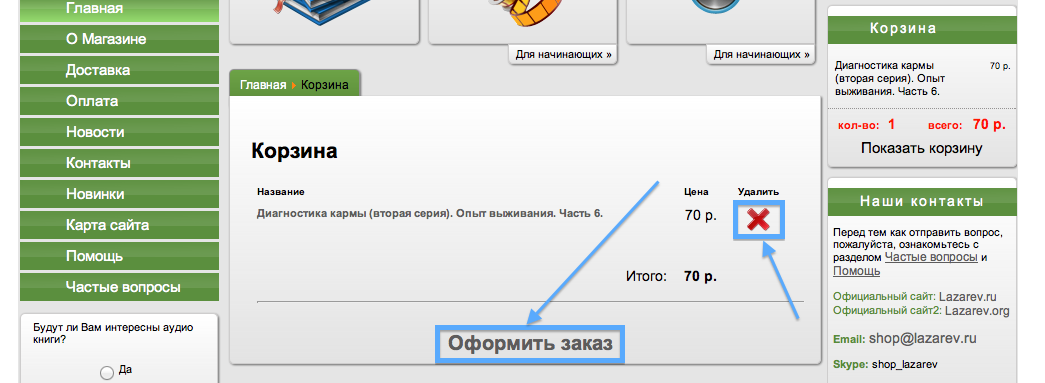 Главная
О Магазине
Доставка
Оплата
Новости
Контакты
Новинки
Карта сайта
Помощь
Частые вопросы
Будут ли Вам интересны аудио
книги?
Да
Для начинающих »
Для начинающих »
Главная Корзина
Корзина
Название Цена Удалить
Диагностика кармы (вторая серия). Опыт выживания. Часть 6. 70 р.
Итого: 70 р.
Оформить заказ
Корзина
Диагностика кармы 70 р.
(вторая серия). Опыт
выживания. Часть 6.
кол-во: 1 всего: 70 р.
Показать корзину
Наши контакты
Перед тем как отправить вопрос,
пожалуйста, ознакомьтесь с
разделом Частые вопросы и
Помощь
Официальный сайт: Lazarev.ru
Официальный сайт2: Lazarev.org
Email: shop@lazarev.ru
Skype: shop_lazarev